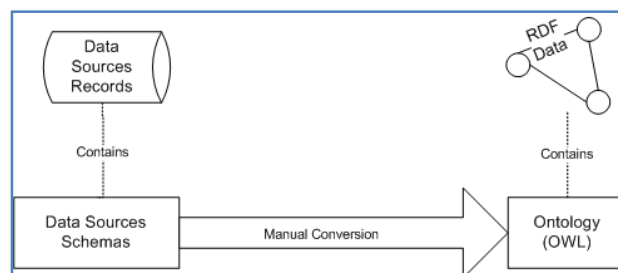 Data
Sources
Records
RDF
Data
Contains
Contains
Data Sources
Schemas
Manual Conversion
Ontology
(OWL)